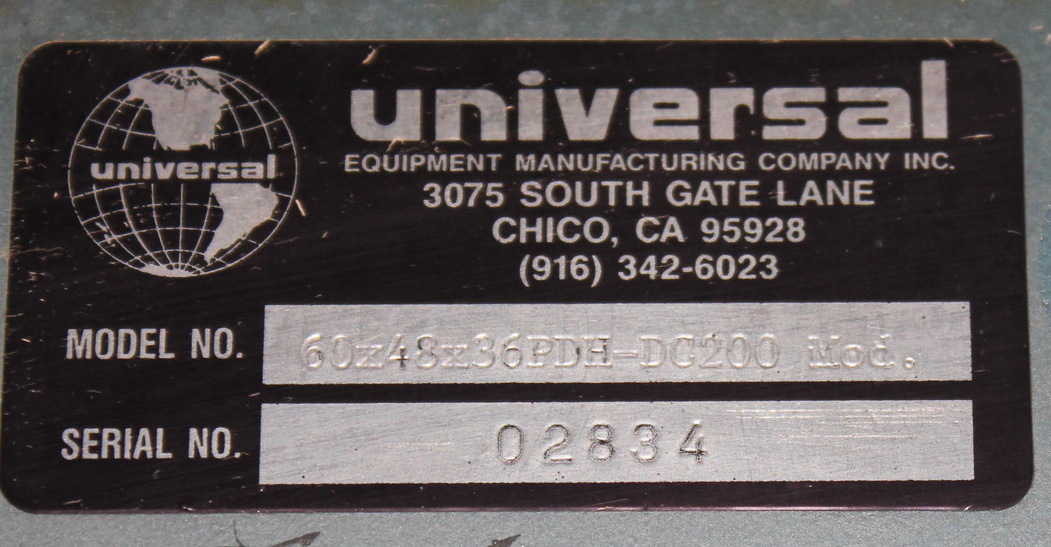 universal
universal
EQUIPMENT MANUFACTURING COMPANY INC.
3075 SOUTH GATE LANE
CHICO, CA 95928
(916) 342-6023
MODEL NO. 60x48x36PDH-DC200 Mod.
SERIAL NO. 02834